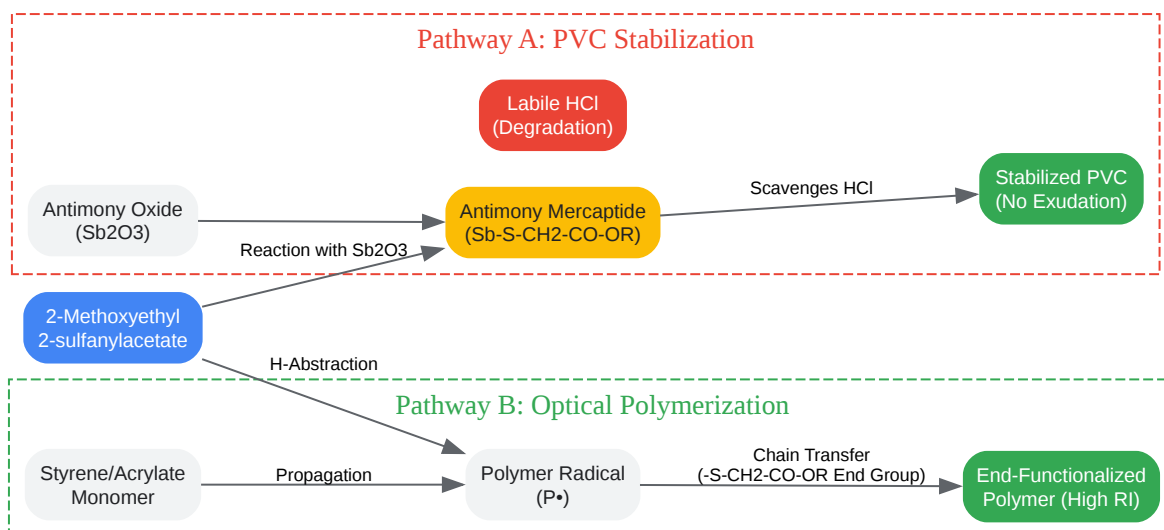 Pathway A: PVC Stabilization
Labile HCl
(Degradation)
Antimony Oxide
(Sb2O3)
Reaction with Sb2O3
Antimony Mercaptide
(Sb-S-CH2-CO-OR)
Scavenges HCl
Stabilized PVC
(No Exudation)
2-Methoxyethyl
2-sulfanylacetate
H-Abstraction
Pathway B: Optical Polymerization
Styrene/Acrylate
Monomer
Propagation
Polymer Radical
(P•)
Chain Transfer
(-S-CH2-CO-OR End Group)
End-Functionalized
Polymer (High RI)